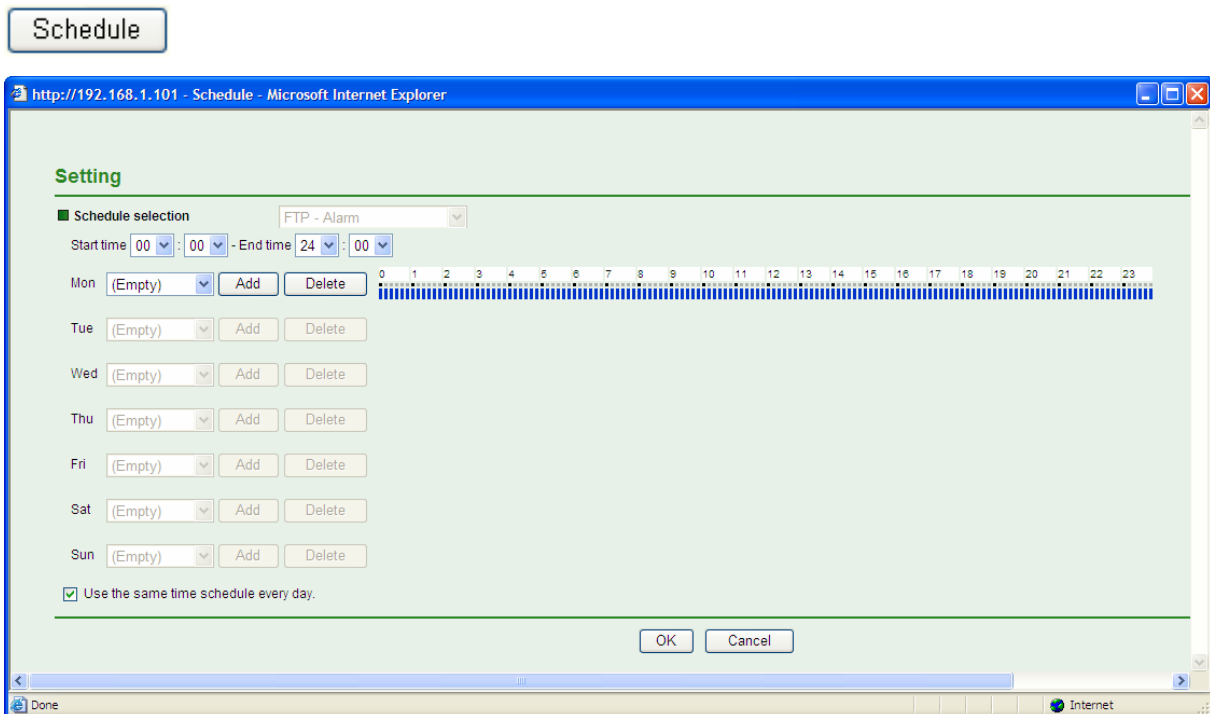 Schedule
http://192.168.1.101 - Schedule - Microsoft Internet Explorer
Setting
Schedule selection FTP - Alarm
Start time 00 : 00 - End time 24 : 00
Mon (Empty) Add Delete 0 1 2 3 4 5 6 7 8 9 10 11 12 13 14 15 16 17 18 19 20 21 22 23
Tue (Empty) Add Delete
Wed (Empty) Add Delete
Thu (Empty) Add Delete
Fri (Empty) Add Delete
Sat (Empty) Add Delete
Sun (Empty) Add Delete
Use the same time schedule every day.
OK Cancel
Done Internet